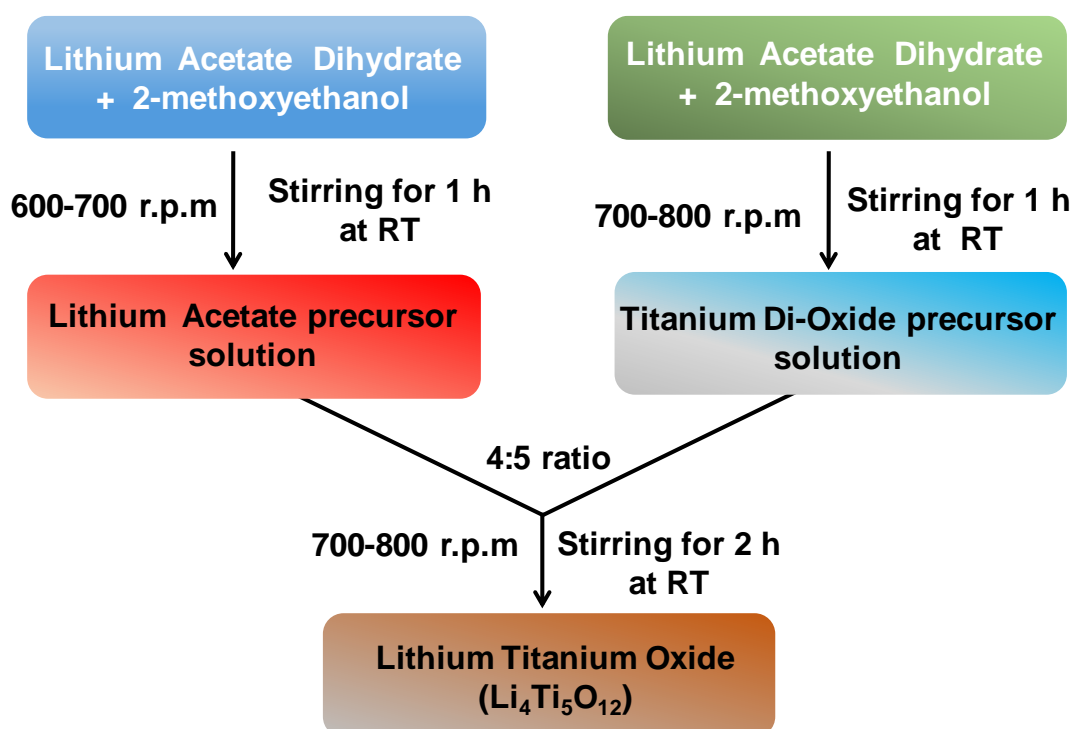 Lithium Acetate Dihydrate
+ 2-methoxyethanol
Lithium Acetate Dihydrate
+ 2-methoxyethanol
600-700 r.p.m
Stirring for 1 h
at RT
700-800 r.p.m
Stirring for 1 h
at RT
Lithium Acetate precursor
solution
Titanium Di-Oxide precursor
solution
4:5 ratio
700-800 r.p.m
Stirring for 2 h
at RT
Lithium Titanium Oxide
(Li₄Ti₅O₁₂)